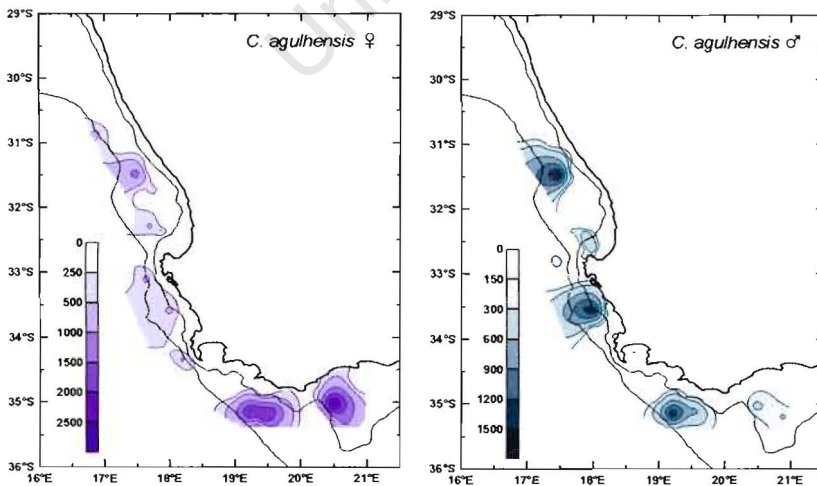 Uni
C. agulhensis ♀
29°S
30°S
31°S
32°S
33°S
34°S
35°S
36°S
16°E 17°E 18°E 19°E 20°E 21°E
0
250
500
1000
1500
2000
2500
C. agulhensis ♂
29°S
30°S
31°S
32°S
33°S
34°S
35°S
36°S
16°E 17°E 18°E 19°E 20°E 21°E
0
150
300
600
900
1200
1500